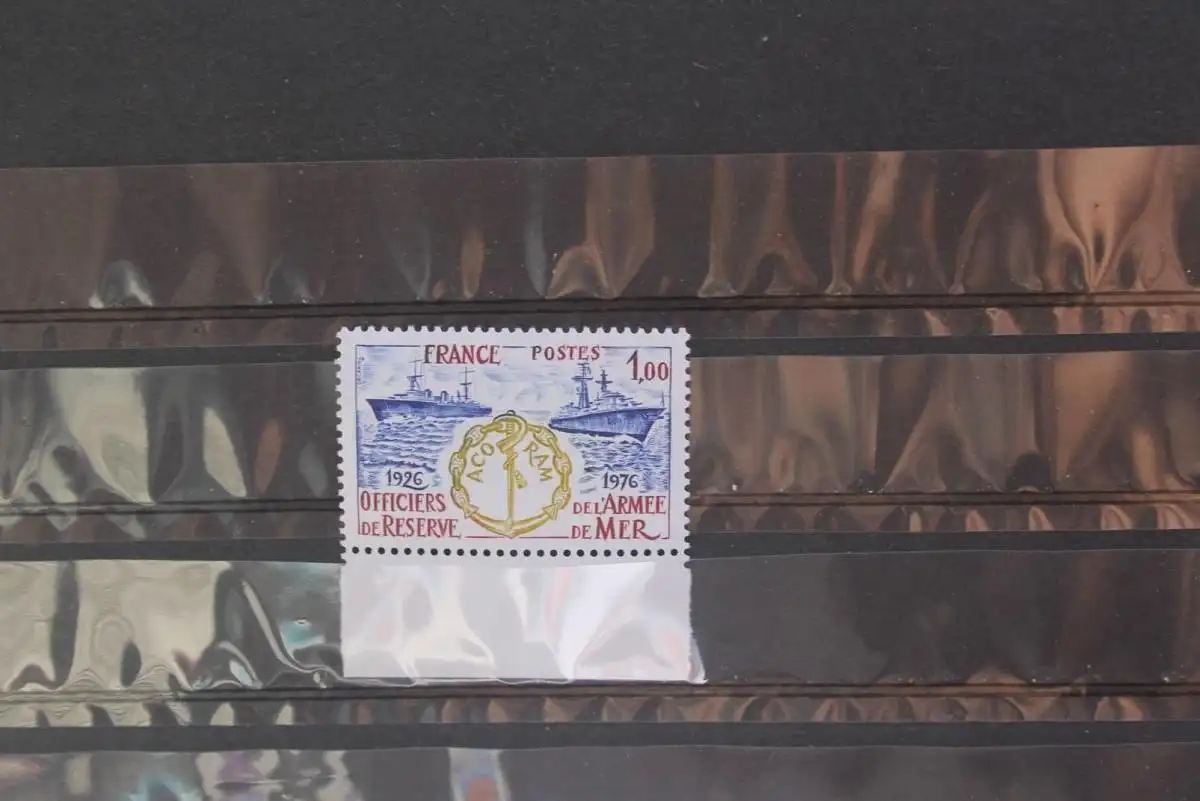 FRANCE POSTES 1,00
ACORAM
1926 1976
OFFICIERS DE L'ARMEE
DE RESERVE DE MER